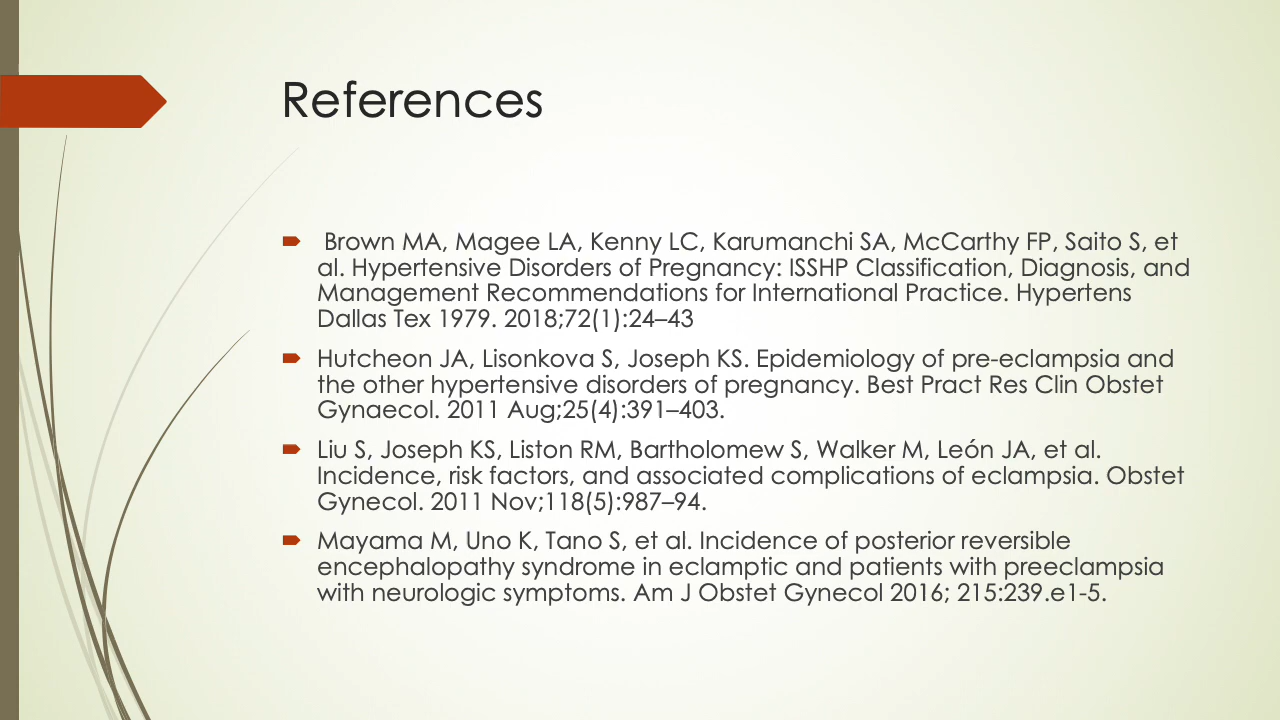 References
Brown MA, Magee LA, Kenny LC, Karumanchi SA, McCarthy FP, Saito S, et
al. Hypertensive Disorders of Pregnancy: ISSHP Classification, Diagnosis, and
Management Recommendations for International Practice. Hypertens
Dallas Tex 1979. 2018;72(1):24–43
Hutcheon JA, Lisonkova S, Joseph KS. Epidemiology of pre-eclampsia and
the other hypertensive disorders of pregnancy. Best Pract Res Clin Obstet
Gynaecol. 2011 Aug;25(4):391–403.
Liu S, Joseph KS, Liston RM, Bartholomew S, Walker M, León JA, et al.
Incidence, risk factors, and associated complications of eclampsia. Obstet
Gynecol. 2011 Nov;118(5):987–94.
Mayama M, Uno K, Tano S, et al. Incidence of posterior reversible
encephalopathy syndrome in eclamptic and patients with preeclampsia
with neurologic symptoms. Am J Obstet Gynecol 2016; 215:239.e1-5.